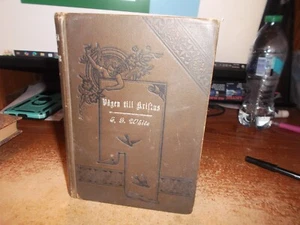 Vägen till Kristus
E. G. White